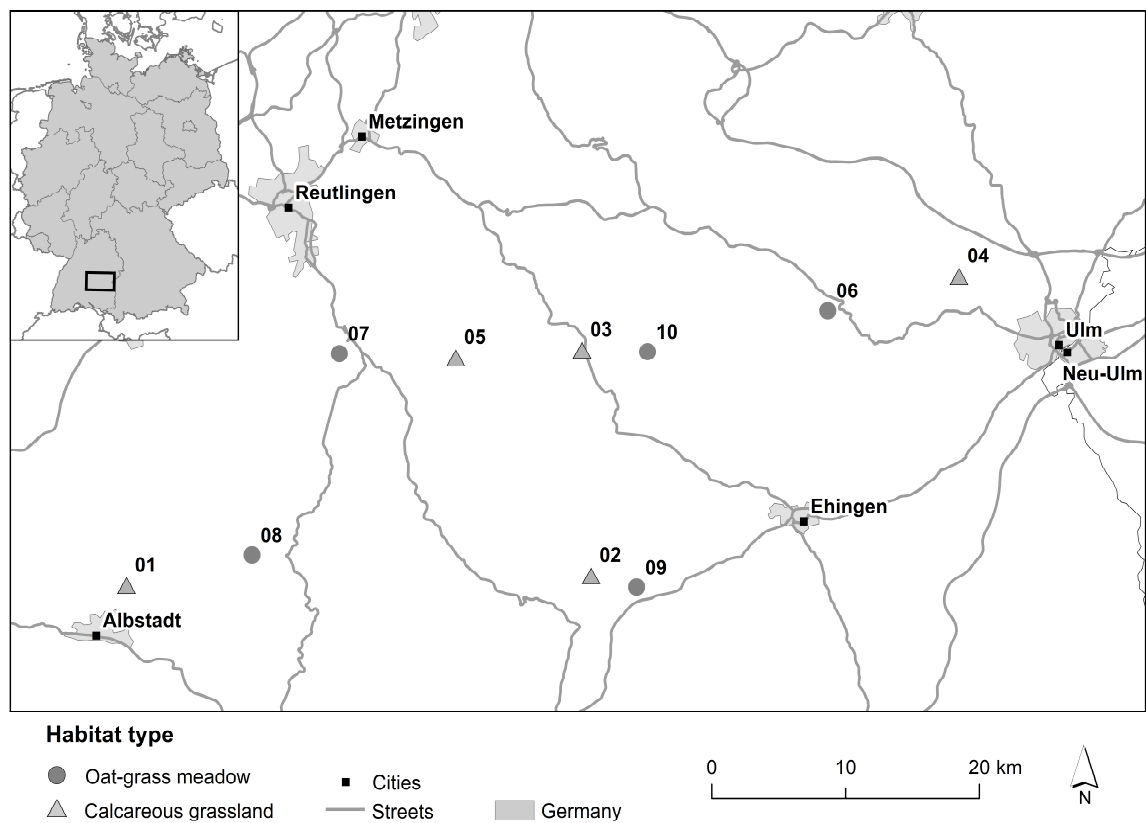 Metzingen
Reutlingen
04
06
07
05
03
10
Ulm
Neu-Ulm
Ehingen
08
01
02
09
Albstadt
Habitat type
Oat-grass meadow
Calcareous grassland
Cities
Streets
Germany
0 10 20 km
N